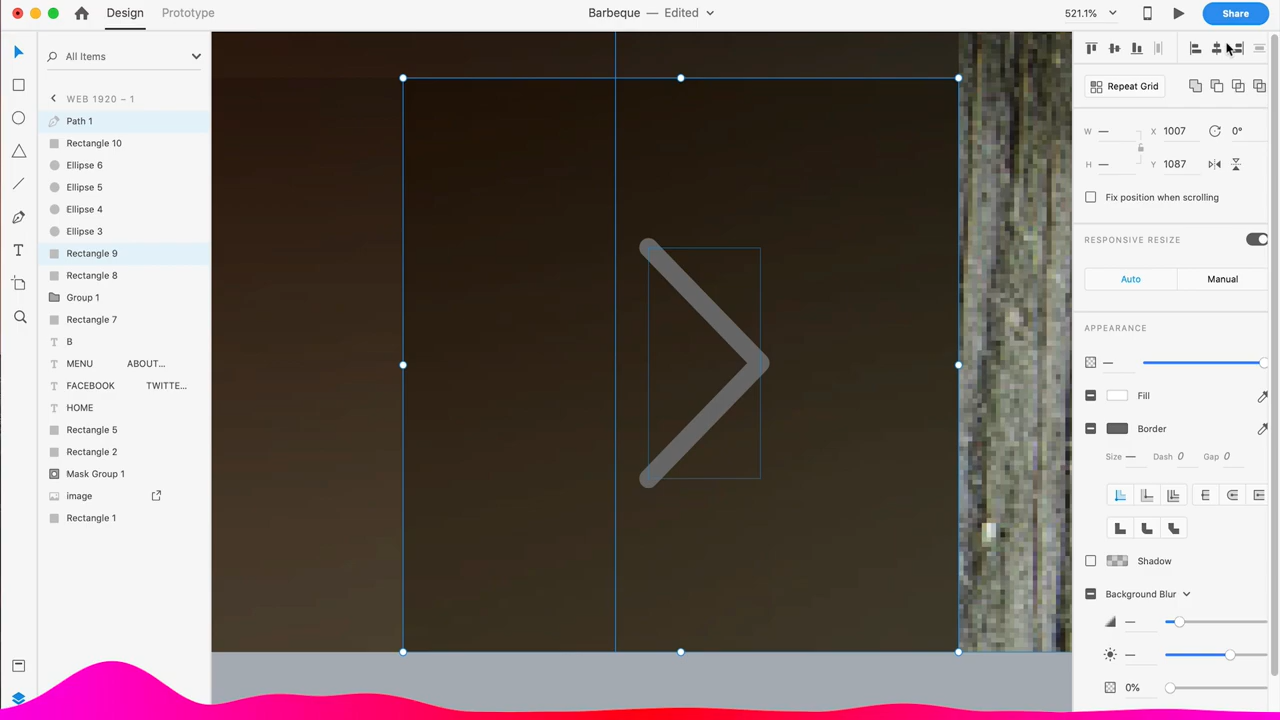 Design Prototype Barbeque — Edited 521.1% Share
All Items
WEB 1920 – 1
Path 1
Rectangle 10
Ellipse 6
Ellipse 5
Ellipse 4
Ellipse 3
Rectangle 9
Rectangle 8
Group 1
Rectangle 7
B
MENU ABOUT...
FACEBOOK TWITTE...
HOME
Rectangle 5
Rectangle 2
Mask Group 1
image
Rectangle 1
Repeat Grid
W — X 1007 0°
H — Y 1087
Fix position when scrolling
RESPONSIVE RESIZE
Auto Manual
APPEARANCE
—
Fill
Border
Size — Dash 0 Gap 0
Shadow
Background Blur
—
—
0%